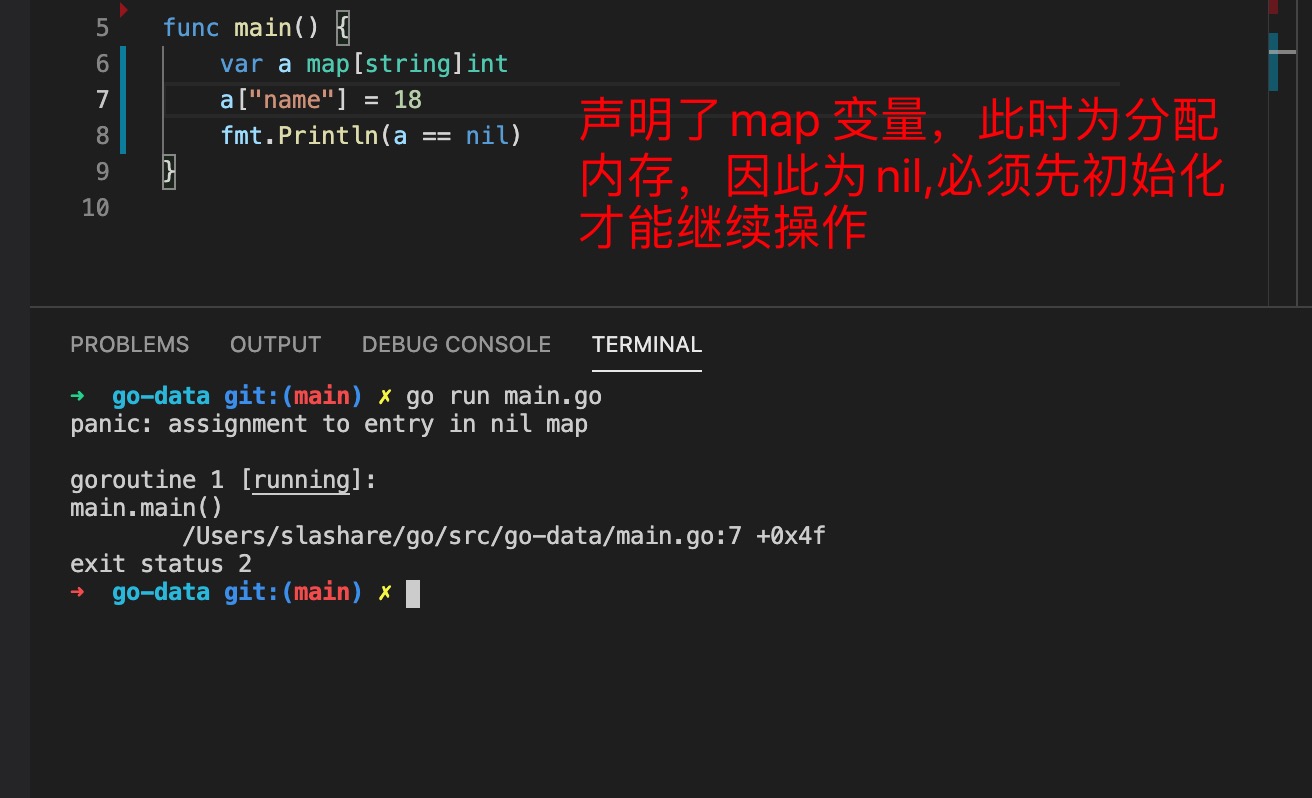 5 func main() {
6 var a map[string]int
7 a["name"] = 18
8 fmt.Println(a == nil)
9 }
10
声明了 map 变量，此时为分配
内存，因此为 nil,必须先初始化
才能继续操作
PROBLEMS OUTPUT DEBUG CONSOLE TERMINAL
➜ go-data git:(main) ✗ go run main.go
panic: assignment to entry in nil map
goroutine 1 [running]:
main.main()
/Users/slashare/go/src/go-data/main.go:7 +0x4f
exit status 2
➜ go-data git:(main) ✗